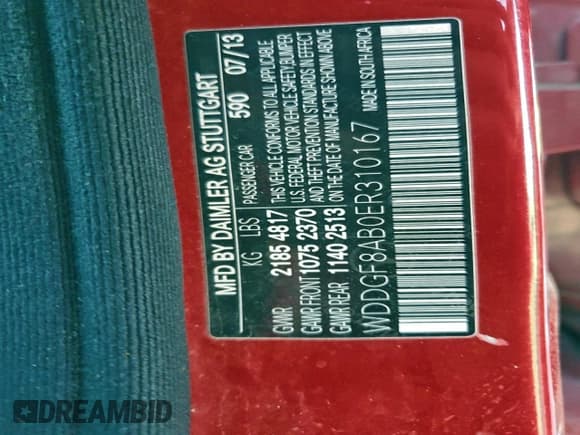 MFD BY DAIMLER AG STUTTGART
590 07/13
KG LBS PASSENGER CAR
GWR 2185 4817 THIS VEHICLE CONFORMS TO ALL APPLICABLE
GAWR FRONT 1075 2370 U.S. FEDERAL MOTOR VEHICLE SAFETY, BUMPER
GAWR REAR 1140 2513 AND THEFT PREVENTION STANDARDS IN EFFECT
ON THE DATE OF MANUFACTURE SHOWN ABOVE
MADE IN SOUTH AFRICA
WDDGF8AB0ER310167
DREAMBID